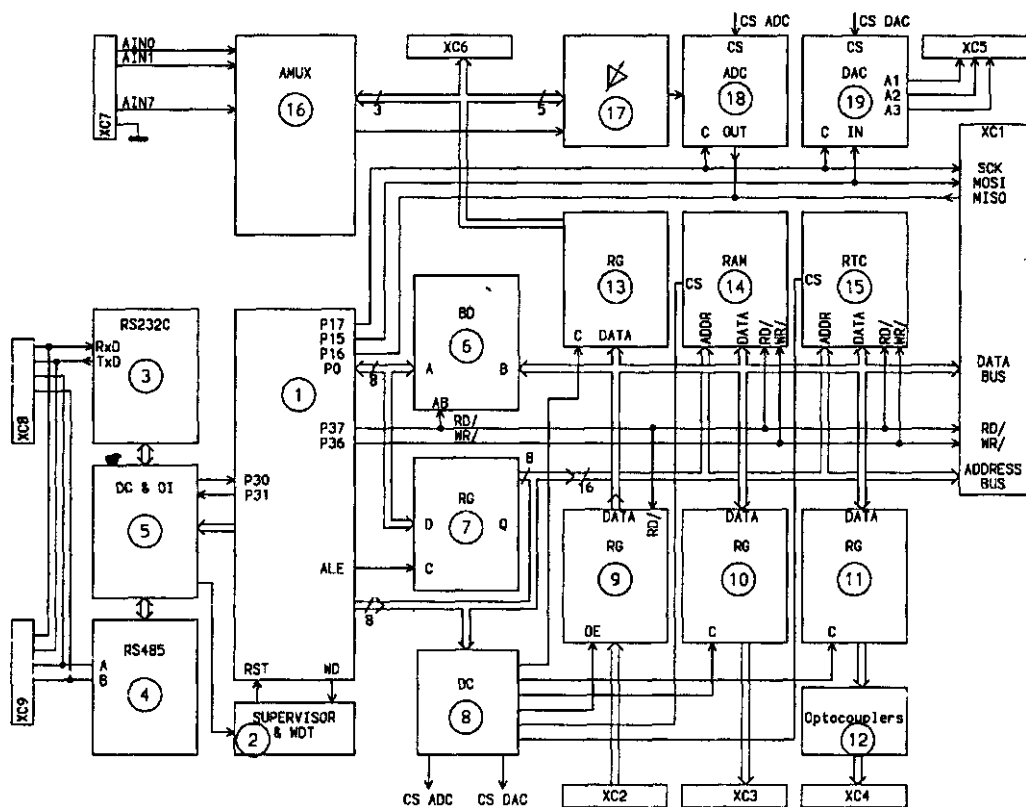 CS ADC
CS DAC
XC7
AIN0
AIN1
AIN7
AMUX
16
XC6
3
5
17
CS
ADC
18
C OUT
CS
DAC
19
C IN
A1
A2
A3
XC5
XC1
SCK
MOSI
MISO
DATA
BUS
RD/
WR/
ADDRESS
BUS
RG
13
C DATA
RAM
14
CS
ADDR
DATA
RD/
WR/
RTC
15
CS
ADDR
DATA
RD/
WR/
XC8
RS232C
RxD
TxD
3
1
P17
P15
P16
P0
8
P37
P36
P30
P31
ALE
RST
WD
BD
6
A B
AB
RD/
WR/
DC & OI
5
RG
7
D Q
C
8
16
8
XC9
RS485
A
B
4
SUPERVISOR
& WDT
2
DC
8
CS ADC
CS DAC
DATA
RD/
RG
9
OE
DATA
RG
10
C
DATA
RG
11
C
Optocouplers
12
XC2
XC3
XC4